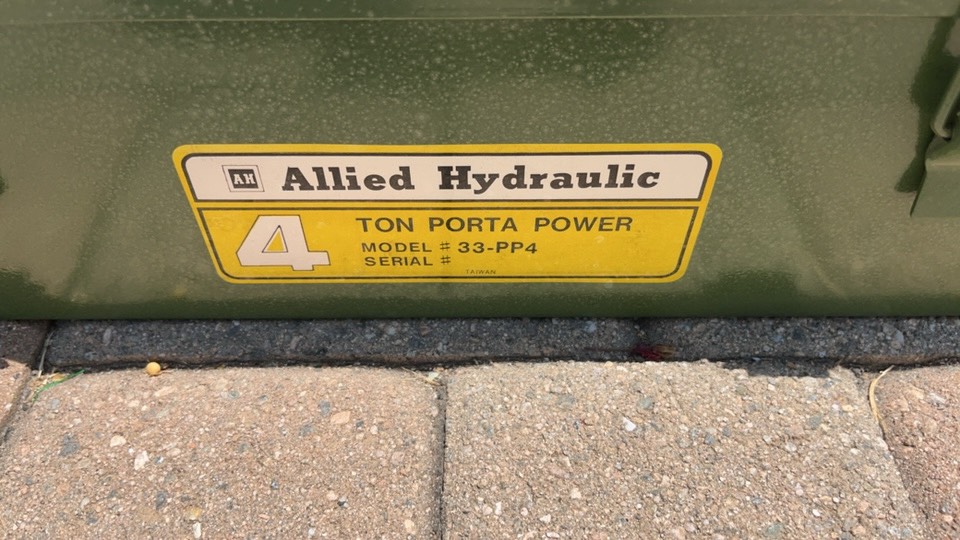 AH Allied Hydraulic
4 TON PORTA POWER
MODEL # 33-PP4
SERIAL #
TAIWAN